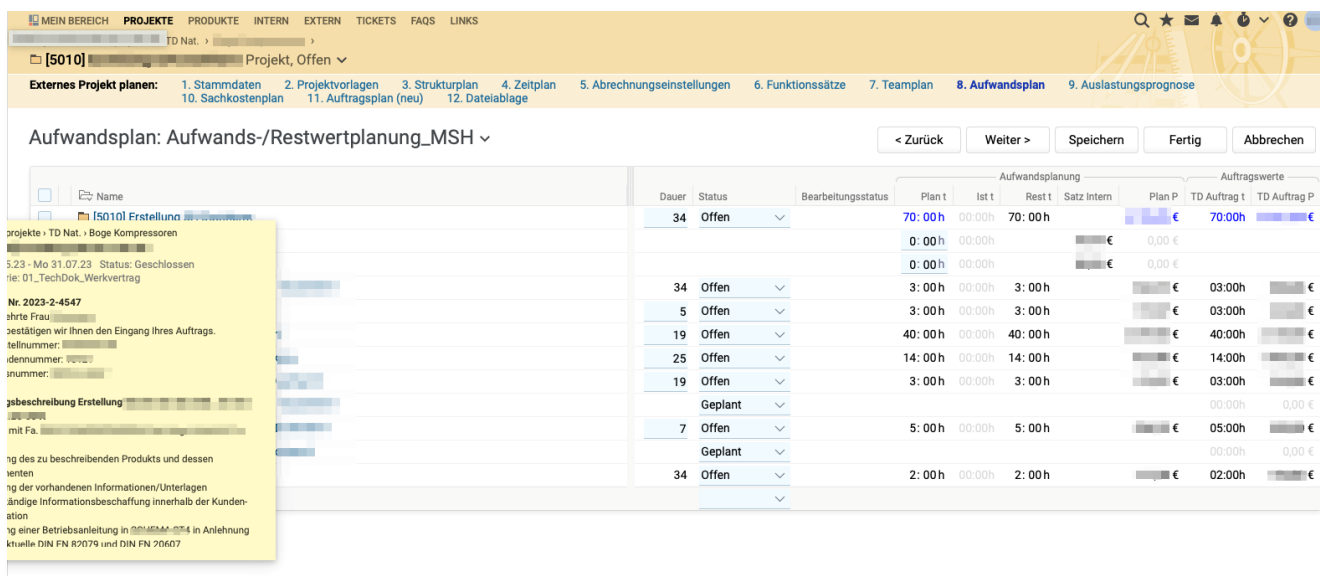 MEIN BEREICH PROJEKTE PRODUKTE INTERN EXTERN TICKETS FAQS LINKS
TD Nat. › ›
[5010] Projekt, Offen
Externes Projekt planen: 1. Stammdaten 2. Projektvorlagen 3. Strukturplan 4. Zeitplan 5. Abrechnungseinstellungen 6. Funktionssätze 7. Teamplan 8. Aufwandsplan 9. Auslastungsprognose
10. Sachkostenplan 11. Auftragsplan (neu) 12. Dateiablage
Aufwandsplan: Aufwands-/Restwertplanung_MSH
< Zurück Weiter > Speichern Fertig Abbrechen
Aufwandsplanung Auftragswerte
Name Dauer Status Bearbeitungsstatus Plan t Ist t Rest t Satz Intern Plan P TD Auftrag t TD Auftrag P
[5010] Erstellung 34 Offen 70:00h 00:00h 70:00h € 70:00h €
0:00h 00:00h € 0,00 €
0:00h 00:00h € 0,00 €
34 Offen 3:00h 00:00h 3:00h € 03:00h €
5 Offen 3:00h 00:00h 3:00h € 03:00h €
19 Offen 40:00h 00:00h 40:00h € 40:00h €
25 Offen 14:00h 00:00h 14:00h € 14:00h €
19 Offen 3:00h 00:00h 3:00h € 03:00h €
Geplant 00:00h 0,00 €
7 Offen 5:00h 00:00h 5:00h € 05:00h €
Geplant 00:00h 0,00 €
34 Offen 2:00h 00:00h 2:00h € 02:00h €
projekte › TD Nat. › Boge Kompressoren
5.23 - Mo 31.07.23 Status: Geschlossen
rie: 01_TechDok_Werkvertrag
Nr. 2023-2-4547
ehrte Frau
bestätigen wir Ihnen den Eingang Ihres Auftrags.
stellnummer:
ndennummer:
snummer:
gsbeschreibung Erstellung
mit Fa.
ng des zu beschreibenden Produkts und dessen
nenten
ng der vorhandenen Informationen/Unterlagen
tändige Informationsbeschaffung innerhalb der Kunden-
ation
ng einer Betriebsanleitung in in Anlehnung
ktuelle DIN EN 82079 und DIN EN 20607